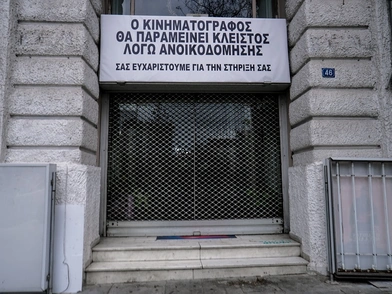 Ο ΚΙΝΗΜΑΤΟΓΡΑΦΟΣ
ΘΑ ΠΑΡΑΜΕΙΝΕΙ ΚΛΕΙΣΤΟΣ
ΛΟΓΩ ΑΝΟΙΚΟΔΟΜΗΣΗΣ
ΣΑΣ ΕΥΧΑΡΙΣΤΟΥΜΕ ΓΙΑ ΤΗΝ ΣΤΗΡΙΞΗ ΣΑΣ
46